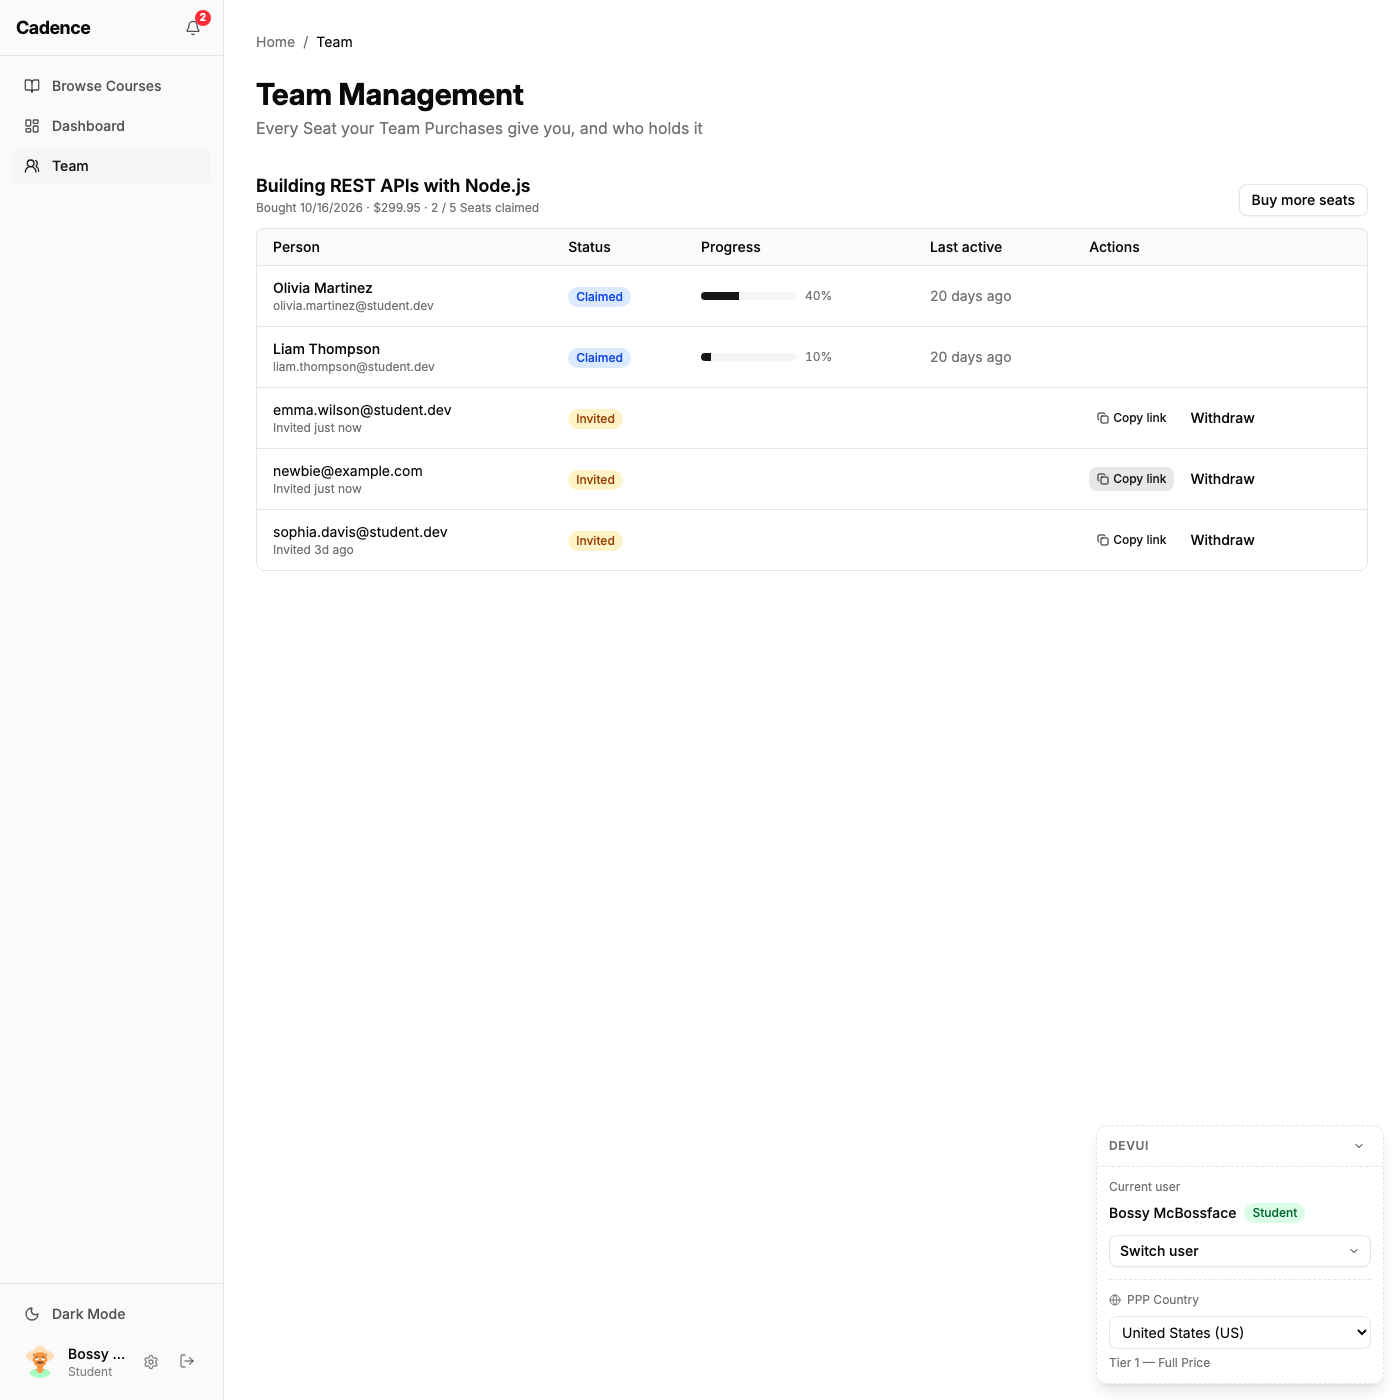 Cadence
2
Browse Courses
Dashboard
Team
Home / Team
Team Management
Every Seat your Team Purchases give you, and who holds it
Building REST APIs with Node.js
Bought 10/16/2026 · $299.95 · 2 / 5 Seats claimed
Buy more seats
Person Status Progress Last active Actions
Olivia Martinez
olivia.martinez@student.dev
Claimed 40% 20 days ago
Liam Thompson
liam.thompson@student.dev
Claimed 10% 20 days ago
emma.wilson@student.dev
Invited just now
Invited Copy link Withdraw
newbie@example.com
Invited just now
Invited Copy link Withdraw
sophia.davis@student.dev
Invited 3d ago
Invited Copy link Withdraw
DEVUI
Current user
Bossy McBossface Student
Switch user
PPP Country
United States (US)
Tier 1 — Full Price
Dark Mode
Bossy ...
Student